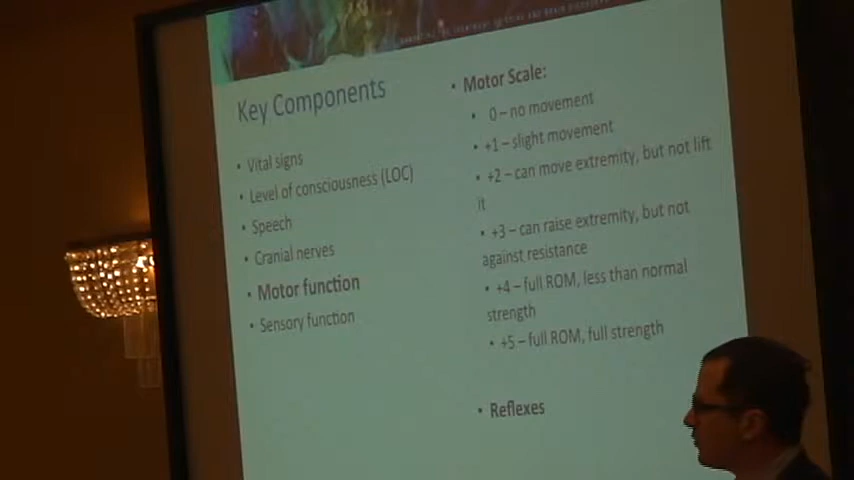 Key Components
• Vital signs
• Level of consciousness (LOC)
• Speech
• Cranial nerves
• Motor function
• Sensory function
• Motor Scale:
• 0 – no movement
• +1 – slight movement
• +2 – can move extremity, but not lift
it
• +3 – can raise extremity, but not
against resistance
• +4 – full ROM, less than normal
strength
• +5 – full ROM, full strength
• Reflexes